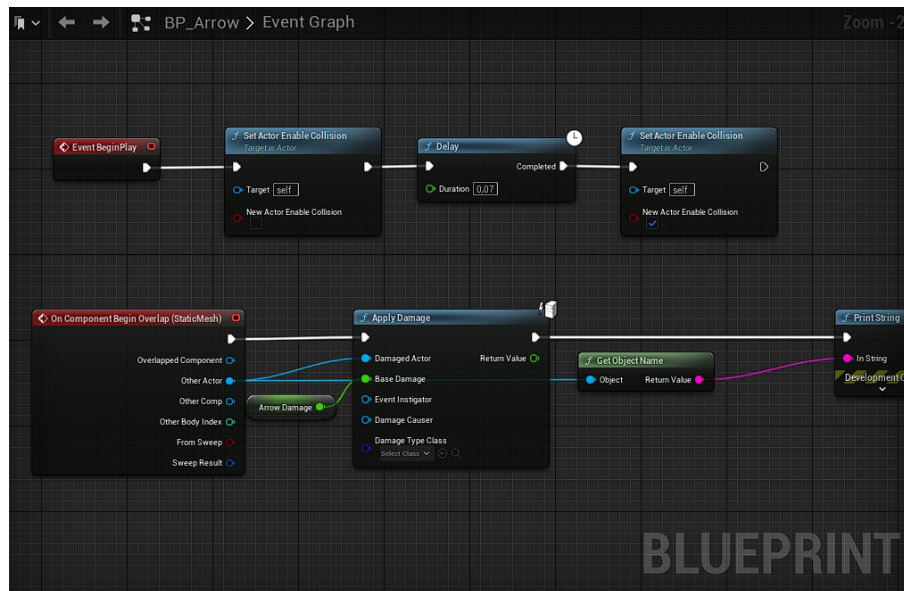 BP_Arrow > Event Graph
Zoom -2
Event BeginPlay
Set Actor Enable Collision
Target is Actor
Target self
New Actor Enable Collision
Delay
Completed
Duration 0,07
Set Actor Enable Collision
Target is Actor
Target self
New Actor Enable Collision
On Component Begin Overlap (StaticMesh)
Overlapped Component
Other Actor
Other Comp
Other Body Index
From Sweep
Sweep Result
Arrow Damage
Apply Damage
Damaged Actor Return Value
Base Damage
Event Instigator
Damage Causer
Damage Type Class
Select Class
Get Object Name
Object Return Value
Print String
In String
Development
BLUEPRINT